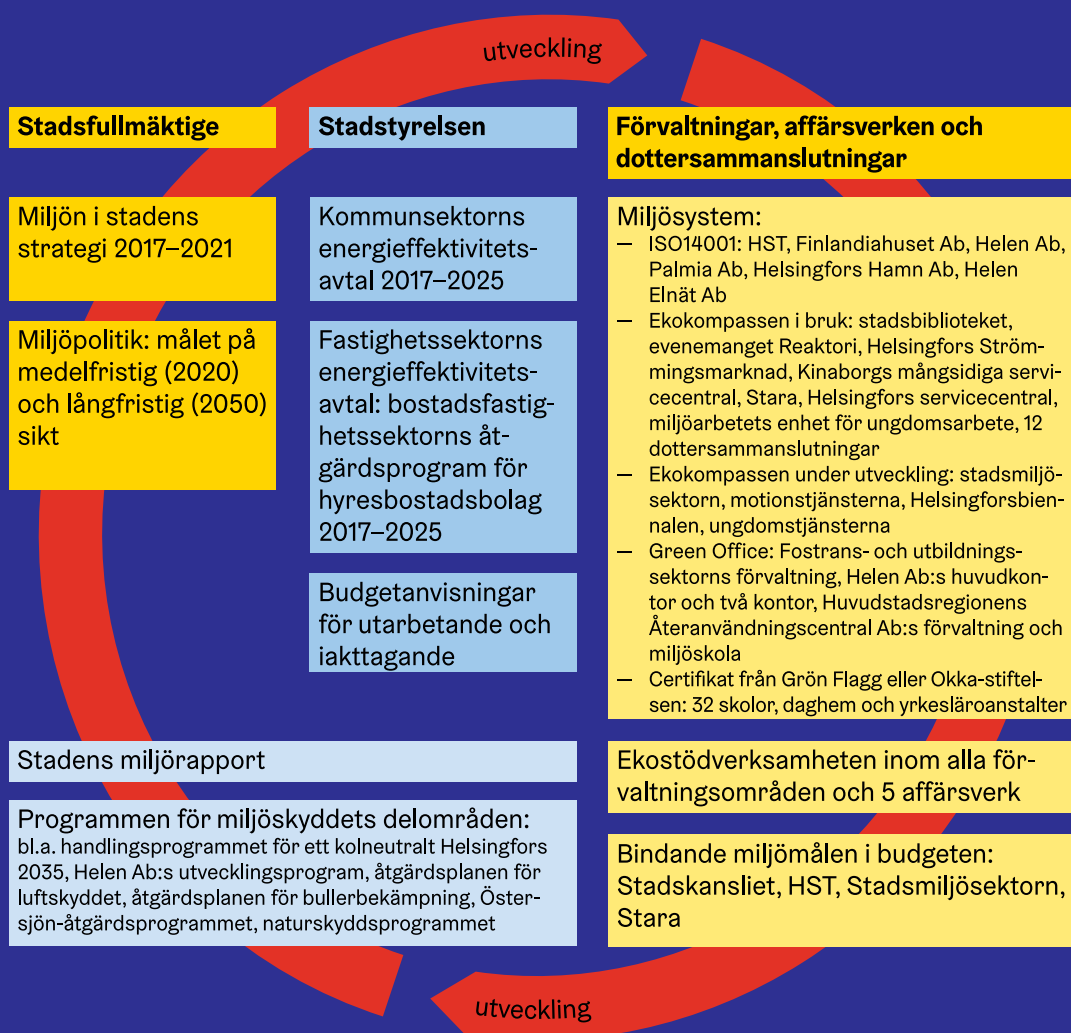 utveckling
Stadsfullmäktige
Miljön i stadens
strategi 2017–2021
Miljöpolitik: målet på
medelfristig (2020)
och långfristig (2050)
sikt
Stadstyrelsen
Kommunsektorns
energieffektivitets-
avtal 2017–2025
Fastighetssektorns
energieffektivitets-
avtal: bostadsfastig-
hetssektorns åt-
gärdsprogram för
hyresbostadsbolag
2017–2025
Budgetanvisningar
för utarbetande och
iakttagande
Stadens miljörapport
Programmen för miljöskyddets delområden:
bl.a. handlingsprogrammet för ett kolneutralt Helsingfors
2035, Helen Ab:s utvecklingsprogram, åtgärdsplanen för
luftskyddet, åtgärdsplanen för bullerbekämpning, Öster-
sjön-åtgärdsprogrammet, naturskyddsprogrammet
Förvaltningar, affärsverken och
dottersammanslutningar
Miljösystem:
— ISO14001: HST, Finlandiahuset Ab, Helen Ab,
Palmia Ab, Helsingfors Hamn Ab, Helen
Elnät Ab
— Ekokompassen i bruk: stadsbiblioteket,
evenemanget Reaktori, Helsingfors Ström-
mingsmarknad, Kinaborgs mångsidiga servi-
cecentral, Stara, Helsingfors servicecentral,
miljöarbetets enhet för ungdomsarbete, 12
dottersammanslutningar
— Ekokompassen under utveckling: stadsmiljö-
sektorn, motionstjänsterna, Helsingforsbien-
nalen, ungdomstjänsterna
— Green Office: Fostrans- och utbildnings-
sektorns förvaltning, Helen Ab:s huvudkon-
tor och två kontor, Huvudstadsregionens
Återanvändningscentral Ab:s förvaltning och
miljöskola
— Certifikat från Grön Flagg eller Okka-stiftel-
sen: 32 skolor, daghem och yrkesläroanstalter
Ekostödverksamheten inom alla för-
valtningsområden och 5 affärsverk
Bindande miljömålen i budgeten:
Stadskansliet, HST, Stadsmiljösektorn,
Stara
utveckling